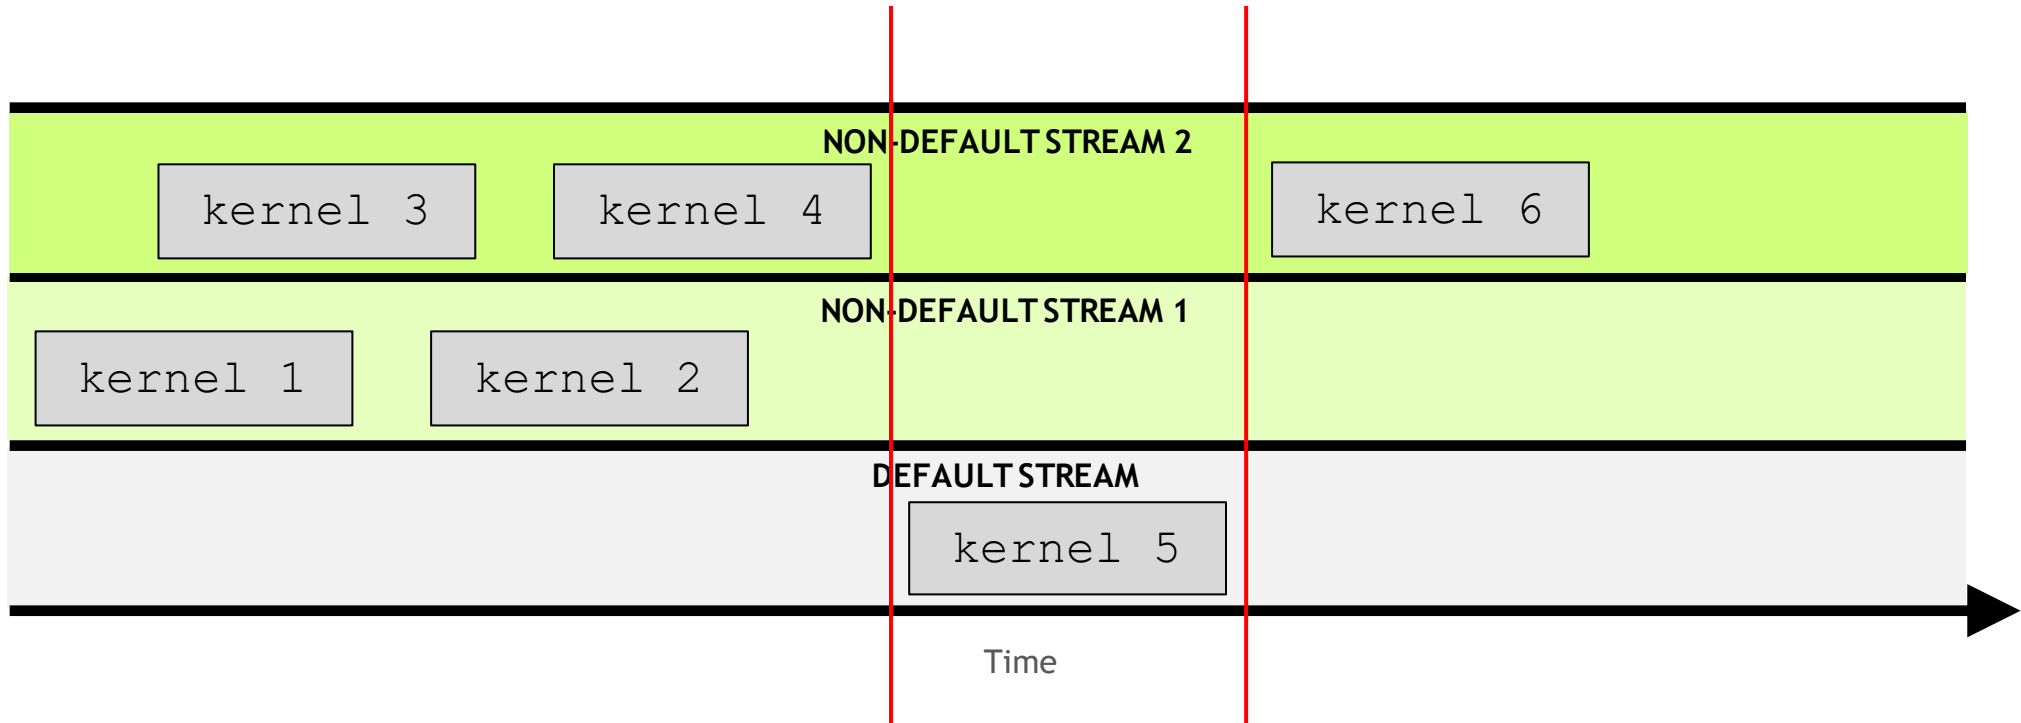 NON-DEFAULT STREAM 2
kernel 3 kernel 4 kernel 6
NON-DEFAULT STREAM 1
kernel 1 kernel 2
DEFAULT STREAM
kernel 5
Time